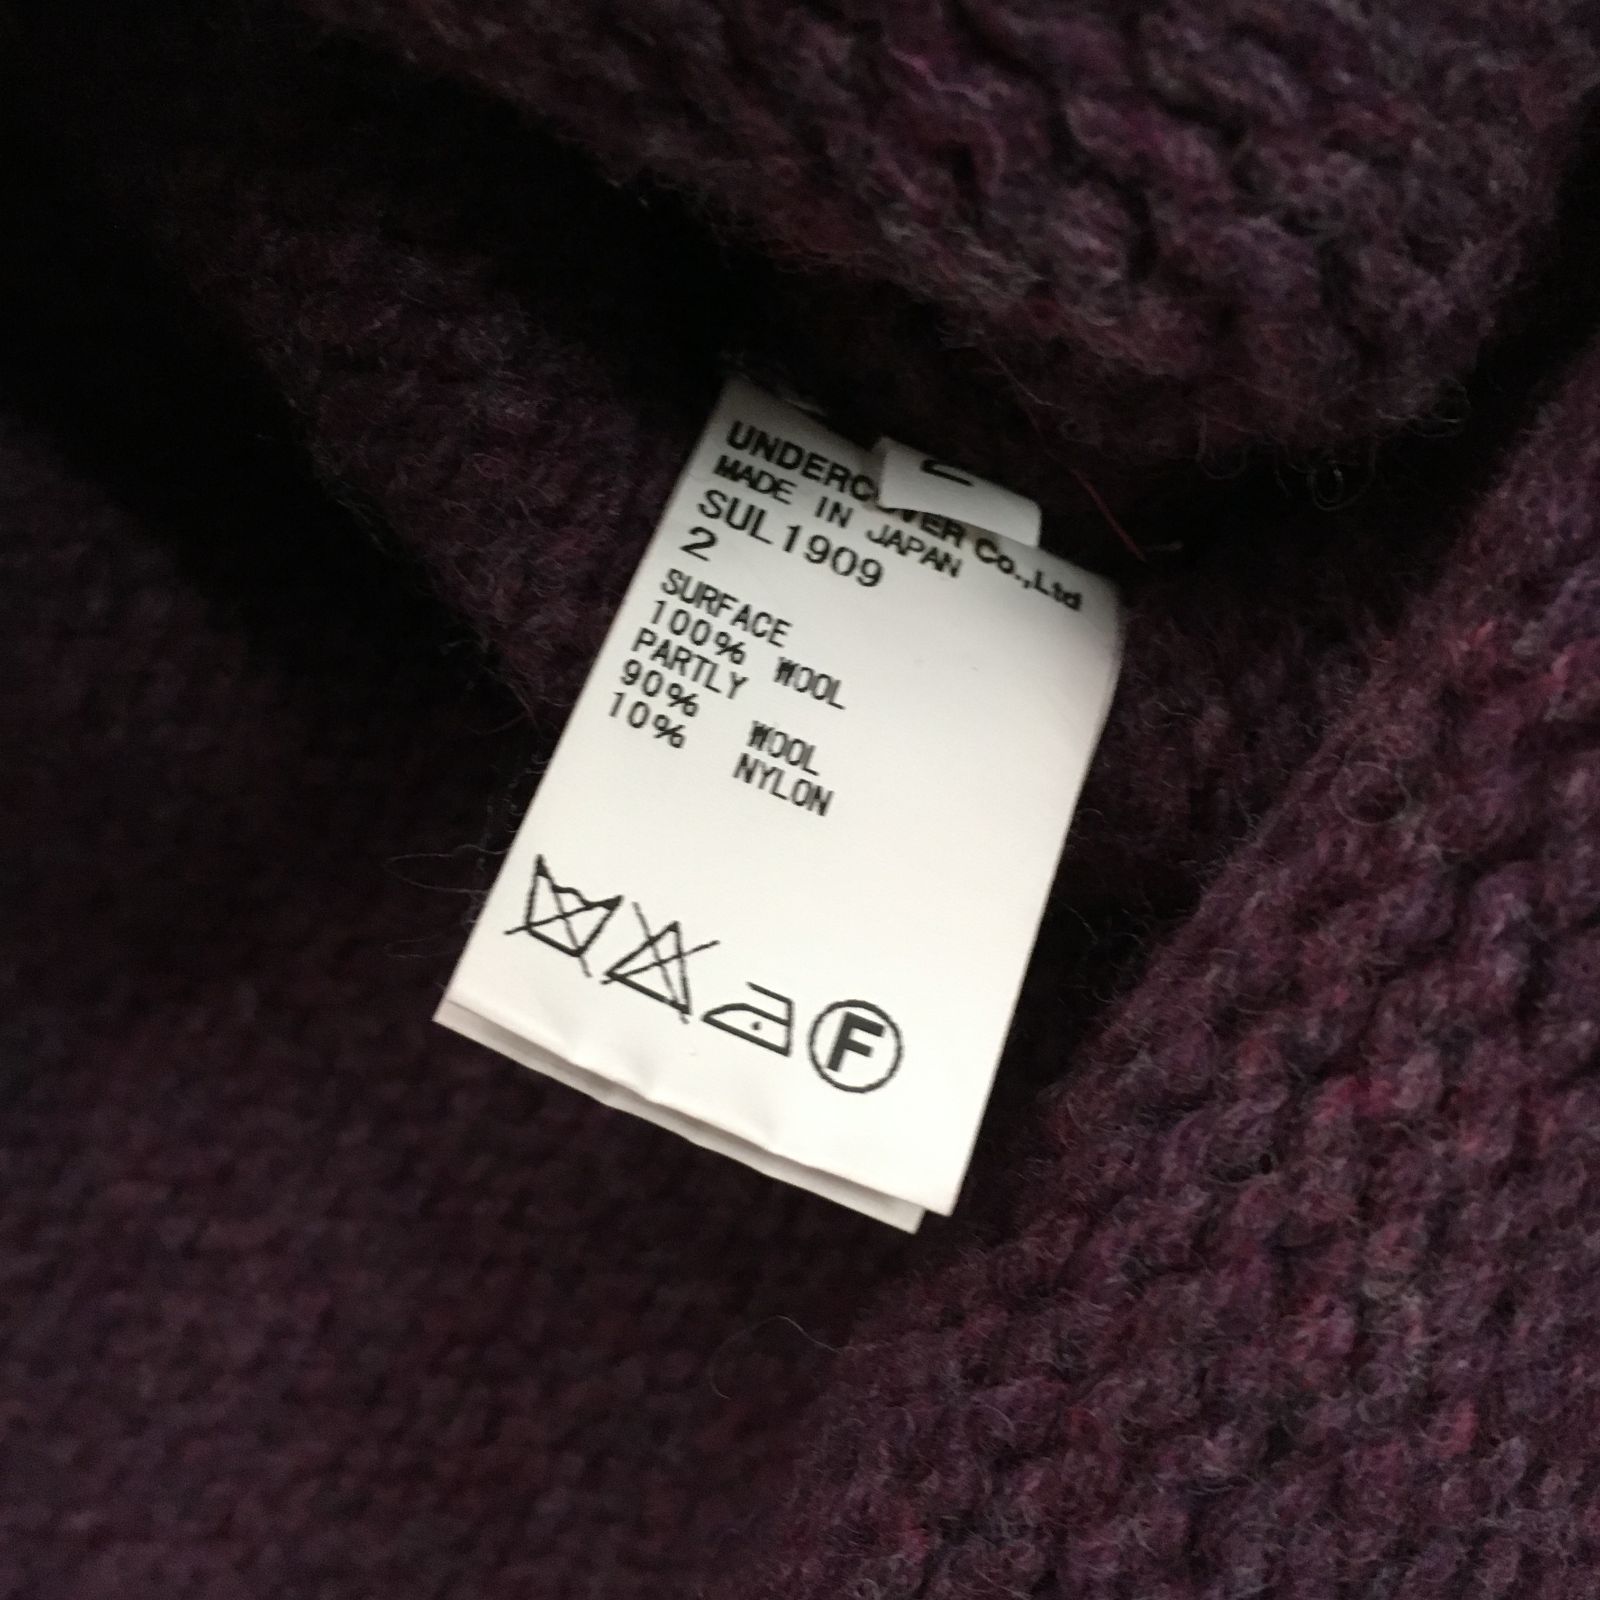 UNDERCOVER Co.,Ltd
MADE IN JAPAN
SUL1909
2
SURFACE
100% WOOL
PARTLY
90% WOOL
10% NYLON
F